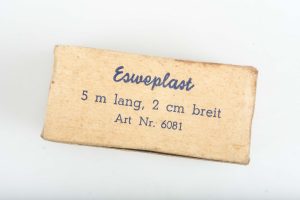 Esweplast
5 m lang, 2 cm breit
Art Nr. 6081